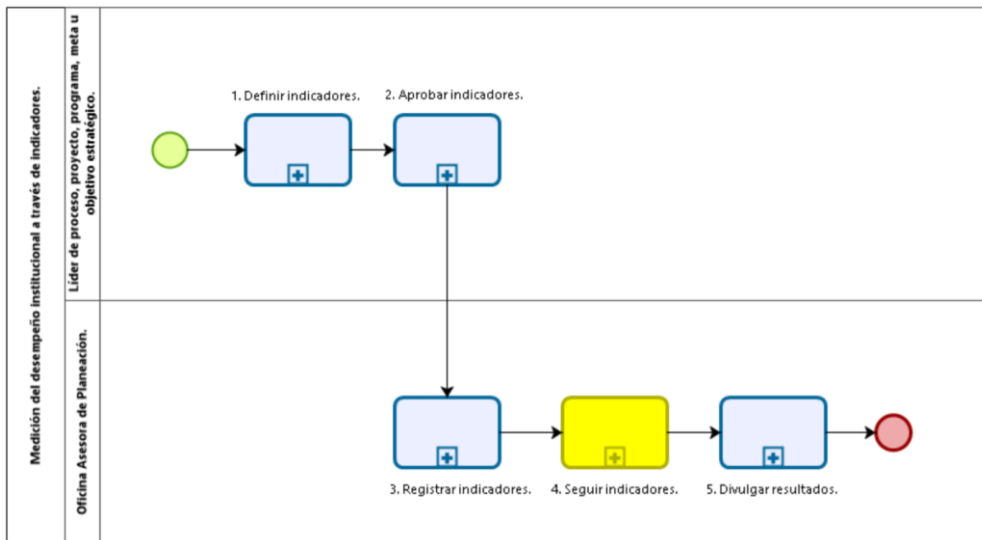 Medición del desempeño institucional a través de indicadores.
Líder de proceso, proyecto, programa, meta u
objetivo estratégico.
1. Definir indicadores.
2. Aprobar indicadores.
Oficina Asesora de Planeación.
3. Registrar indicadores.
4. Seguir indicadores.
5. Divulgar resultados.